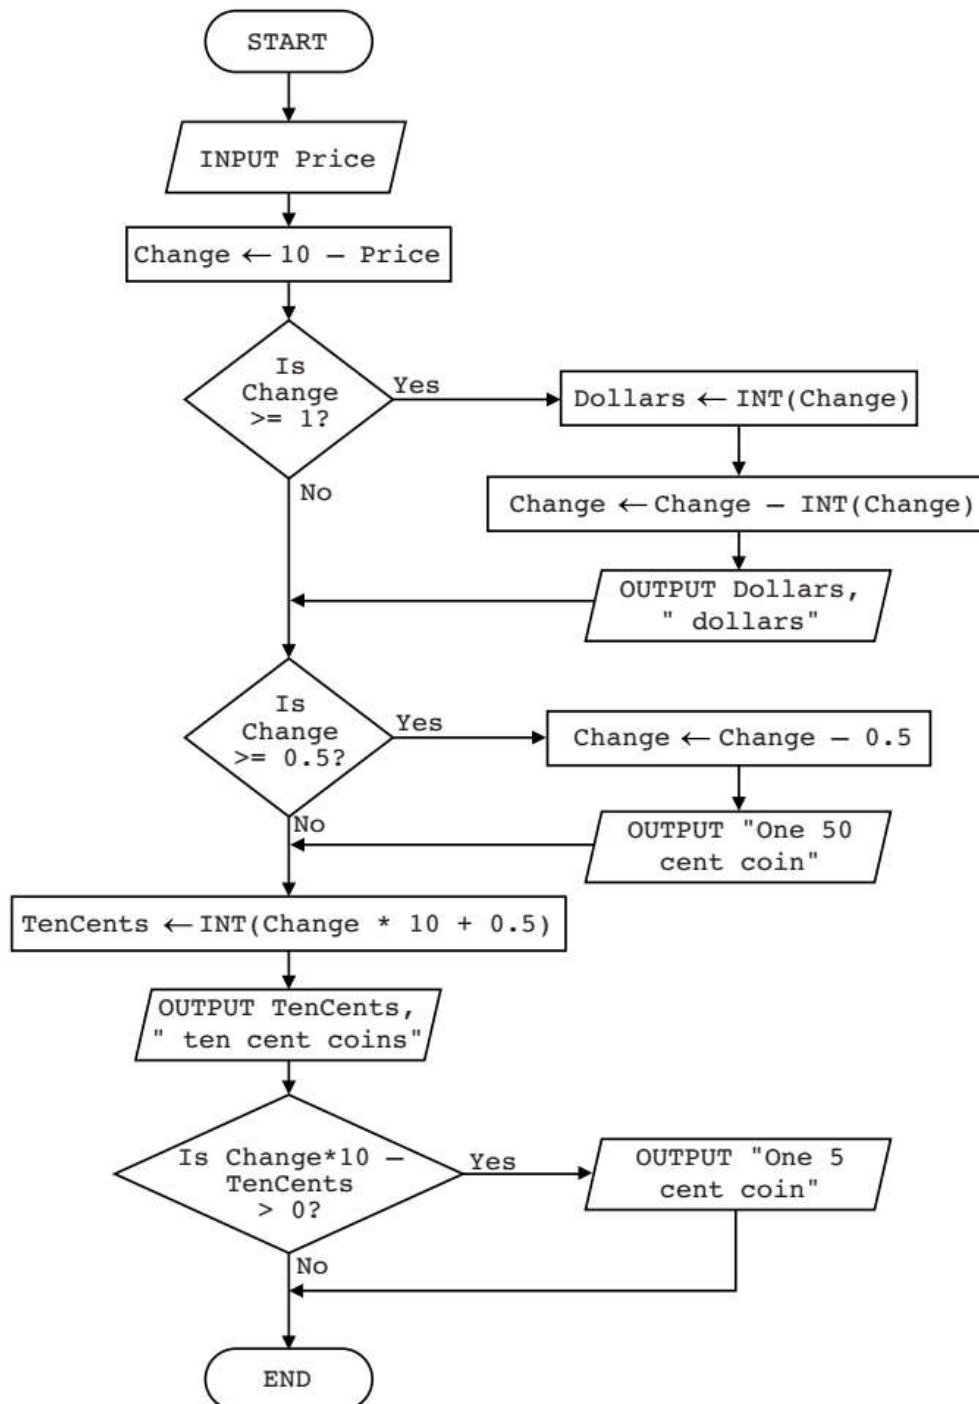 START
INPUT Price
Change ← 10 – Price
Is
Change
>= 1?
Yes
No
Dollars ← INT(Change)
Change ← Change – INT(Change)
OUTPUT Dollars,
" dollars"
Is
Change
>= 0.5?
Yes
No
Change ← Change – 0.5
OUTPUT "One 50
cent coin"
TenCents ← INT(Change * 10 + 0.5)
OUTPUT TenCents,
" ten cent coins"
Is Change*10 –
TenCents
> 0?
Yes
No
OUTPUT "One 5
cent coin"
END